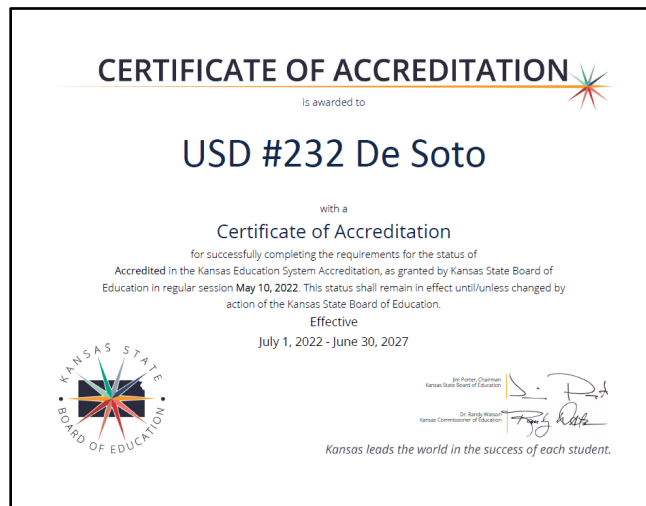 CERTIFICATE OF ACCREDITATION
is awarded to
USD #232 De Soto
with a
Certificate of Accreditation
for successfully completing the requirements for the status of
Accredited in the Kansas Education System Accreditation, as granted by Kansas State Board of
Education in regular session May 10, 2022. This status shall remain in effect until/unless changed by
action of the Kansas State Board of Education.
Effective
July 1, 2022 - June 30, 2027
KANSAS STATE
BOARD OF EDUCATION
Jim Porter, Chairman
Kansas State Board of Education
Dr. Randy Watson
Kansas Commissioner of Education
Kansas leads the world in the success of each student.